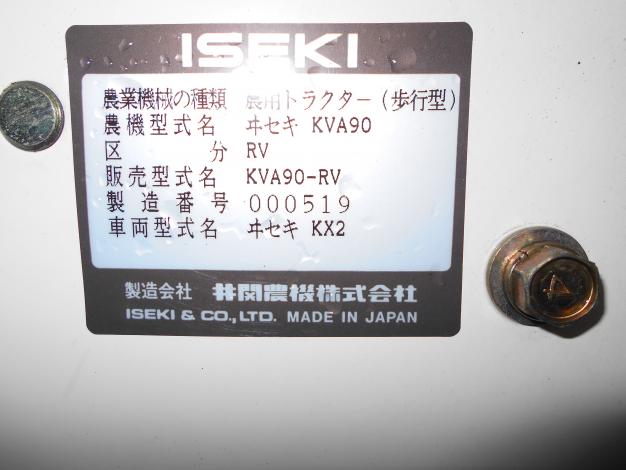 ISEKI
農業機械の種類 農用トラクター(歩行型)
農機型式名 ヰセキ KVA90
区分 RV
販売型式名 KVA90-RV
製造番号 000519
車両型式名 ヰセキ KX2
製造会社 井関農機株式会社
ISEKI & CO., LTD. MADE IN JAPAN